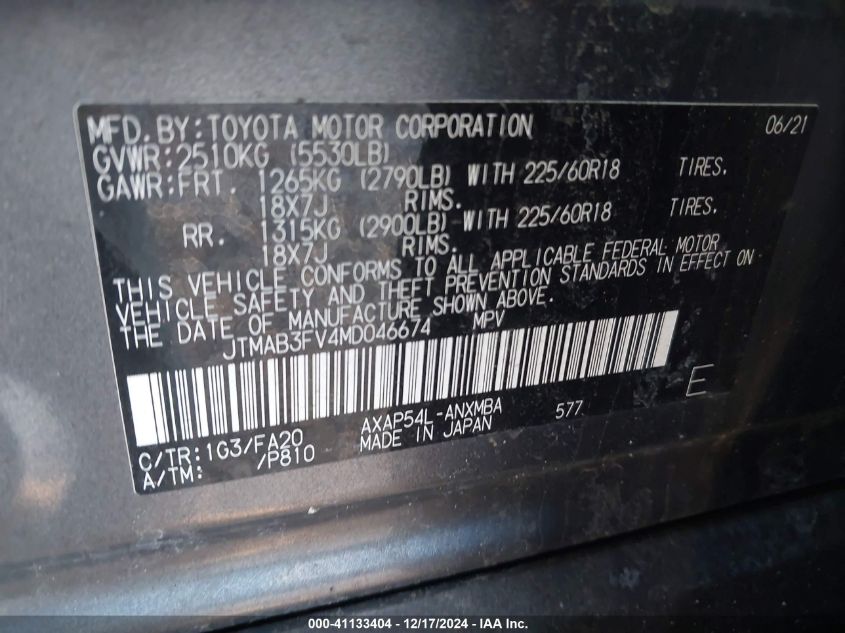 MFD. BY: TOYOTA MOTOR CORPORATION 06/21
GVWR: 2510KG (5530LB)
GAWR: FRT. 1265KG (2790LB) WITH 225/60R18 TIRES.
18X7J RIMS.
RR. 1315KG (2900LB) WITH 225/60R18 TIRES.
18X7J RIMS.
THIS VEHICLE CONFORMS TO ALL APPLICABLE FEDERAL MOTOR
VEHICLE SAFETY AND THEFT PREVENTION STANDARDS IN EFFECT ON
THE DATE OF MANUFACTURE SHOWN ABOVE.
JTMAB3FV4MD046674 MPV
E
AXAP54L-ANXMBA 577
C/TR: 1G3/FA20 MADE IN JAPAN
A/TM: /P810
000-41133404 - 12/17/2024 - IAA Inc.